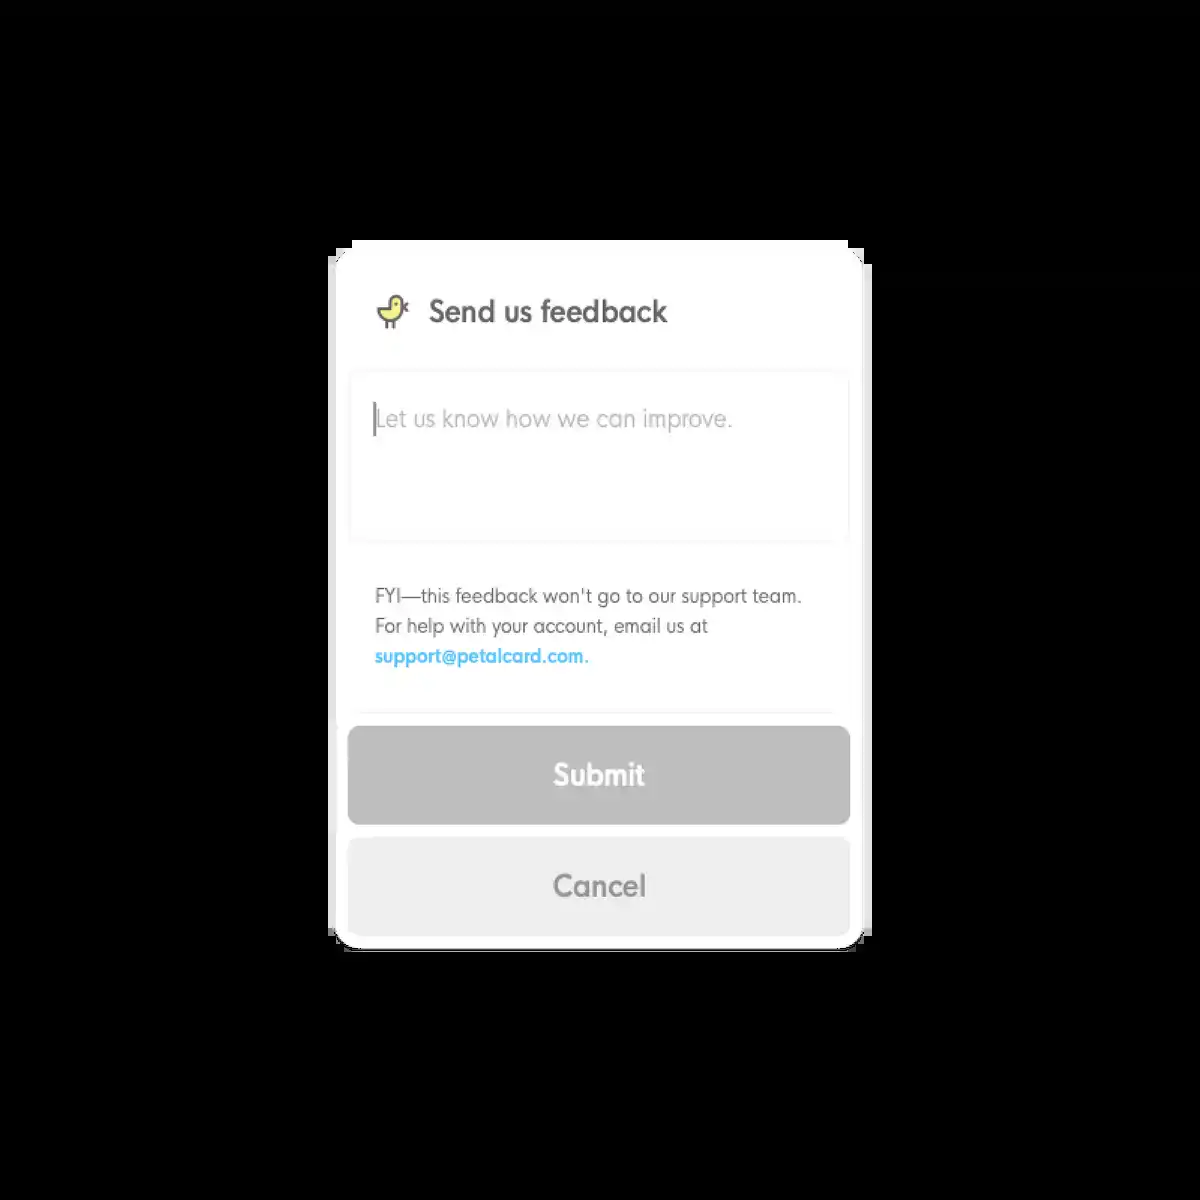 Send us feedback
Let us know how we can improve.
FYI—this feedback won't go to our support team.
For help with your account, email us at
support@petalcard.com.
Submit
Cancel